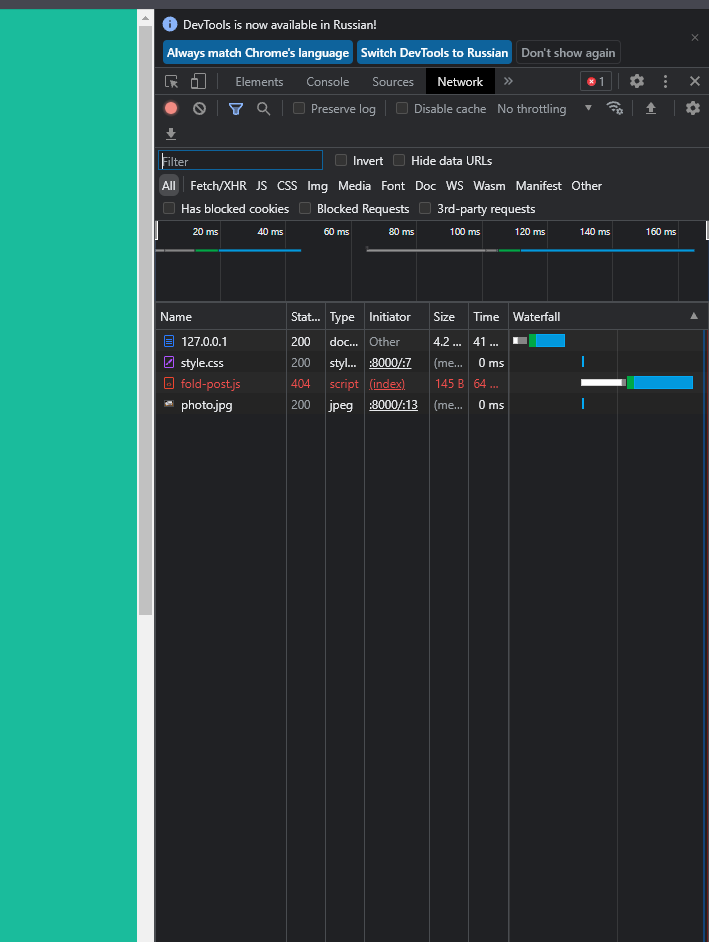 DevTools is now available in Russian!
Always match Chrome's language Switch DevTools to Russian Don't show again
Elements Console Sources Network 1
Preserve log Disable cache No throttling
Filter Invert Hide data URLs
All Fetch/XHR JS CSS Img Media Font Doc WS Wasm Manifest Other
Has blocked cookies Blocked Requests 3rd-party requests
20 ms 40 ms 60 ms 80 ms 100 ms 120 ms 140 ms 160 ms
Name Stat... Type Initiator Size Time Waterfall
127.0.0.1 200 doc... Other 4.2 ... 41 ...
style.css 200 styl... :8000/:7 (me... 0 ms
fold-post.js 404 script (index) 145 B 64 ...
photo.jpg 200 jpeg :8000/:13 (me... 0 ms